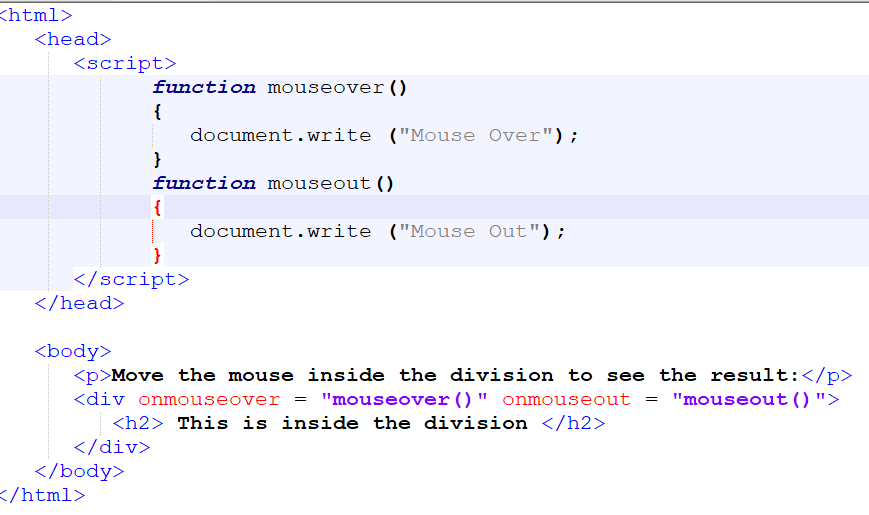 <html>
<head>
<script>
function mouseover()
{
document.write ("Mouse Over");
}
function mouseout()
{
document.write ("Mouse Out");
}
</script>
</head>
<body>
<p>Move the mouse inside the division to see the result:</p>
<div onmouseover = "mouseover()" onmouseout = "mouseout()">
<h2> This is inside the division </h2>
</div>
</body>
</html>